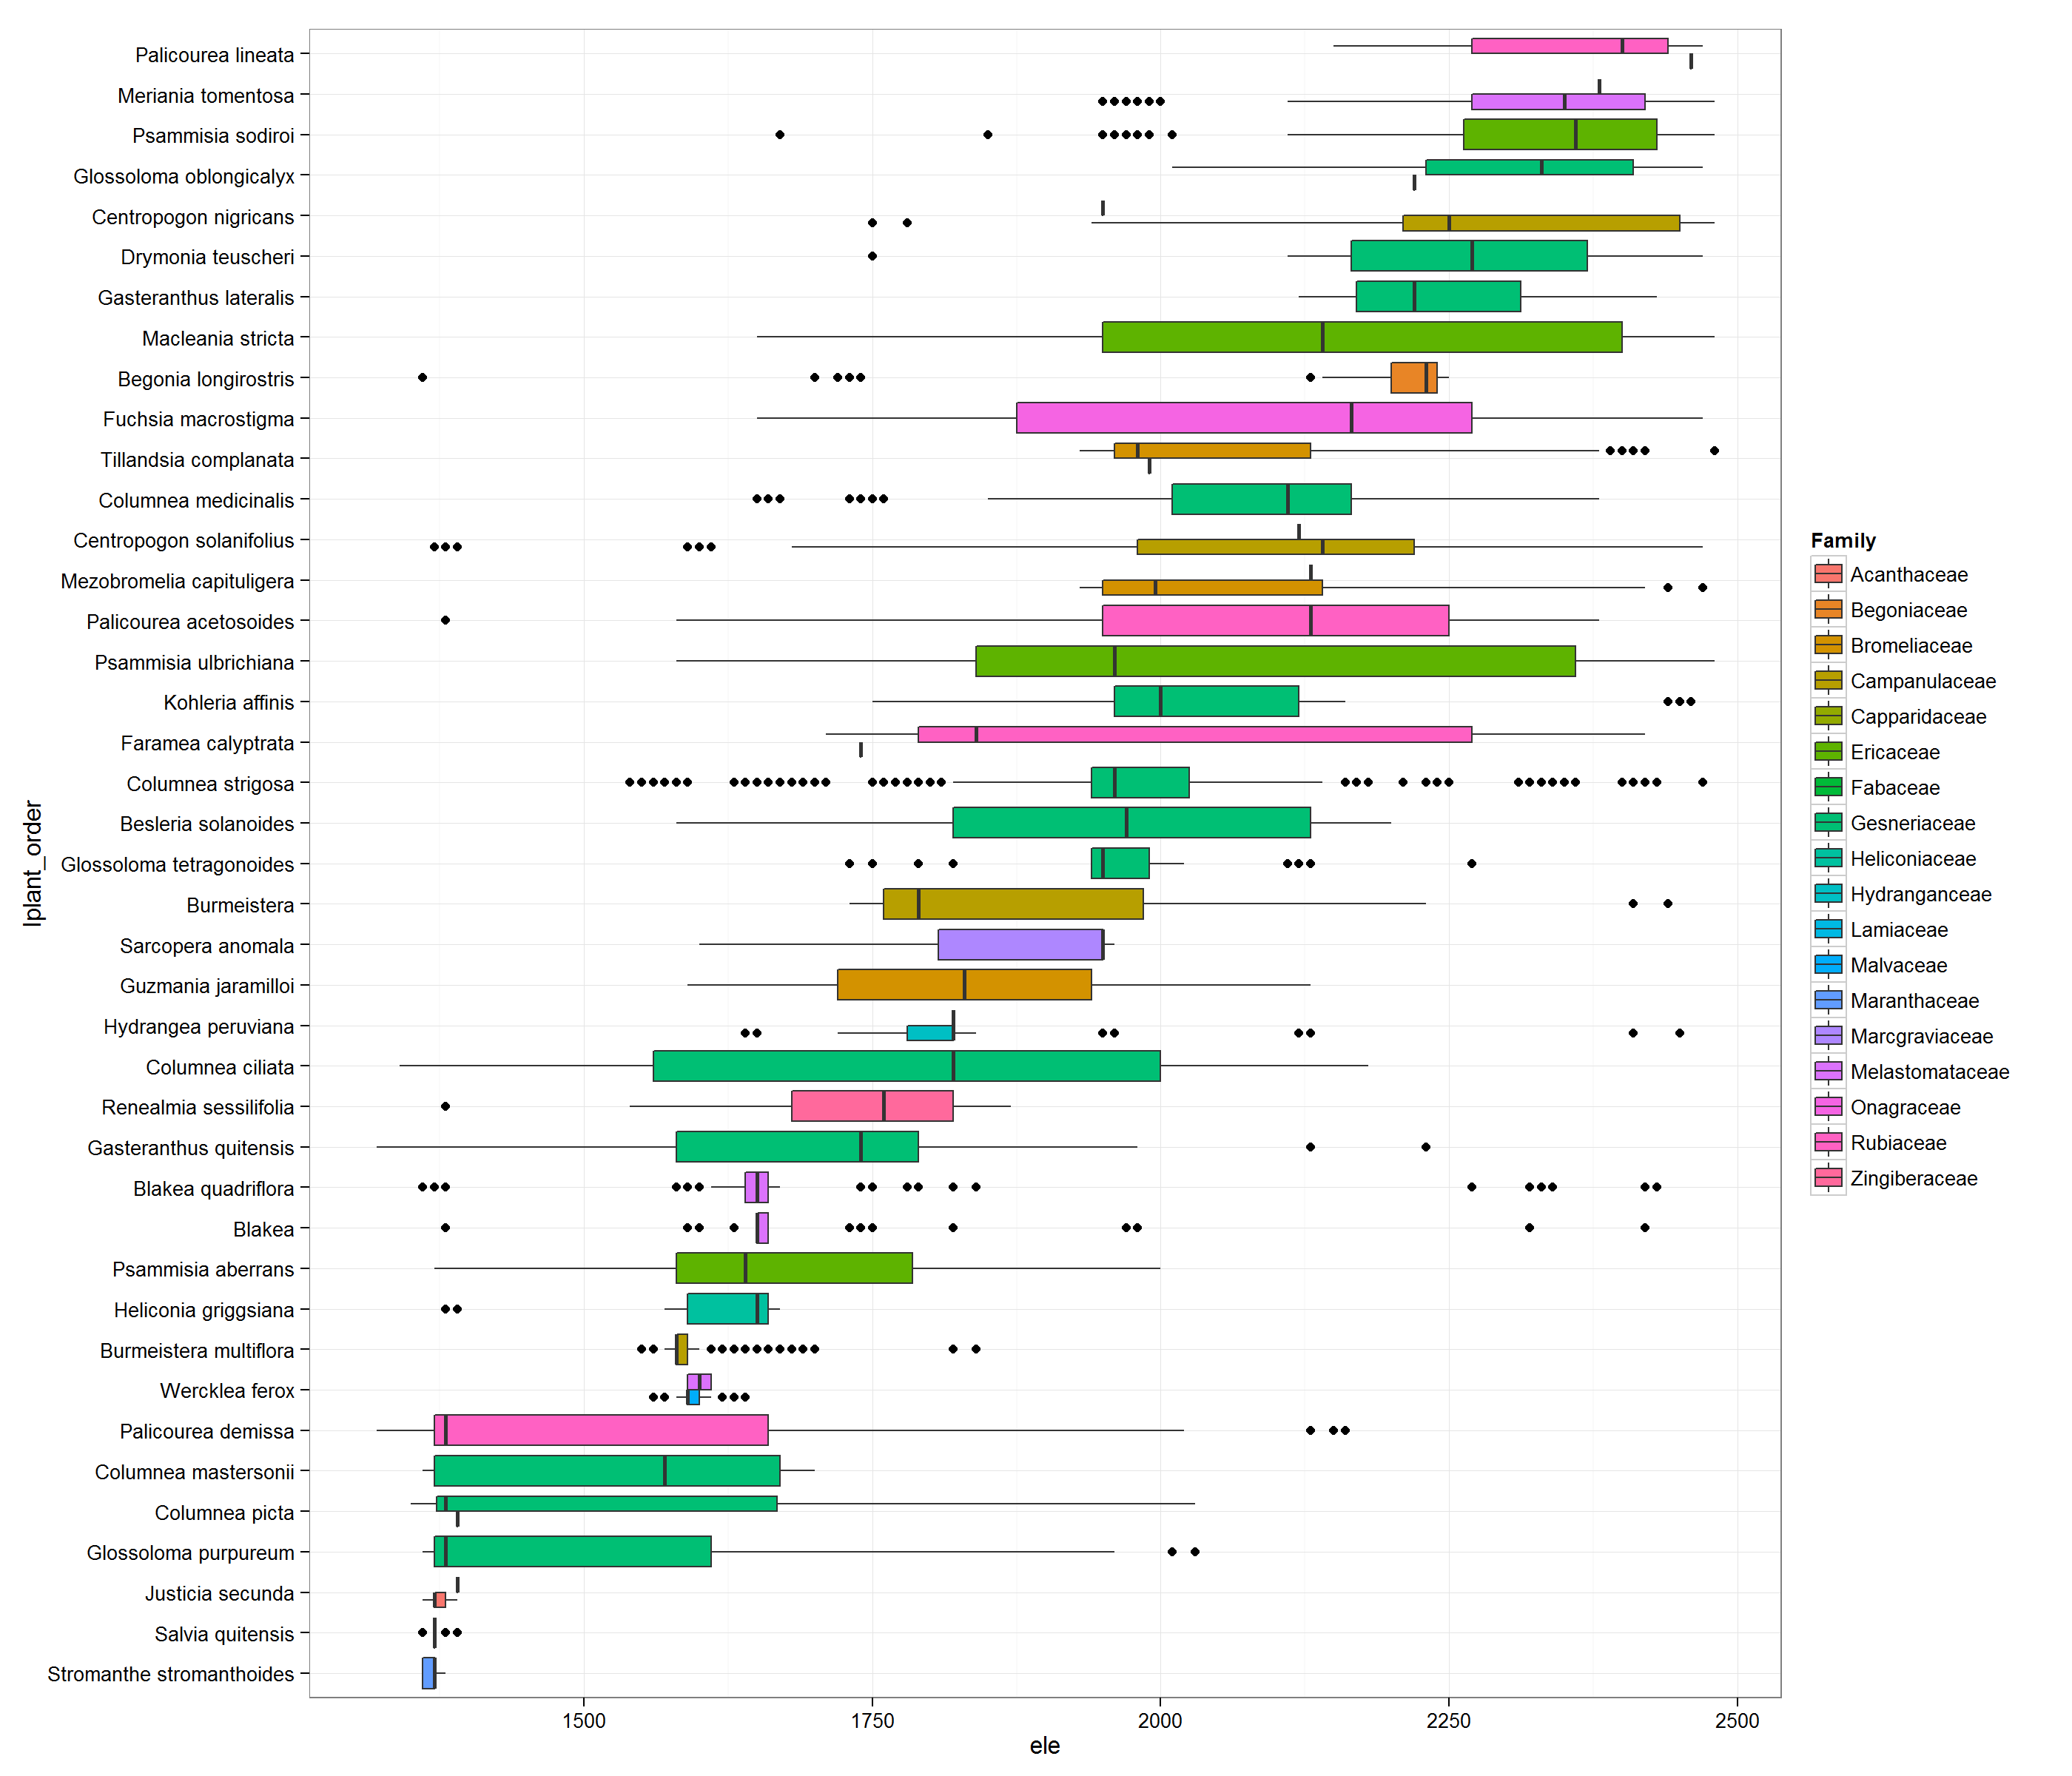 Palicourea lineata
Meriania tomentosa
Psammisia sodiroi
Glossoloma oblongicalyx
Centropogon nigricans
Drymonia teuscheri
Gasteranthus lateralis
Macleania stricta
Begonia longirostris
Fuchsia macrostigma
Tillandsia complanata
Columnea medicinalis
Centropogon solanifolius
Mezobromelia capituligera
Palicourea acetosoides
Psammisia ulbrichiana
Kohleria affinis
Faramea calyptrata
Columnea strigosa
Besleria solanoides
Glossoloma tetragonoides
Burmeistera
Sarcopera anomala
Guzmania jaramilloi
Hydrangea peruviana
Columnea ciliata
Renealmia sessilifolia
Gasteranthus quitensis
Blakea quadriflora
Blakea
Psammisia aberrans
Heliconia griggsiana
Burmeistera multiflora
Wercklea ferox
Palicourea demissa
Columnea mastersonii
Columnea picta
Glossoloma purpureum
Justicia secunda
Salvia quitensis
Stromanthe stromanthoides
Iplant_order
1500 1750 2000 2250 2500
ele
Family
Acanthaceae
Begoniaceae
Bromeliaceae
Campanulaceae
Capparidaceae
Ericaceae
Fabaceae
Gesneriaceae
Heliconiaceae
Hydranganceae
Lamiaceae
Malvaceae
Maranthaceae
Marcgraviaceae
Melastomataceae
Onagraceae
Rubiaceae
Zingiberaceae